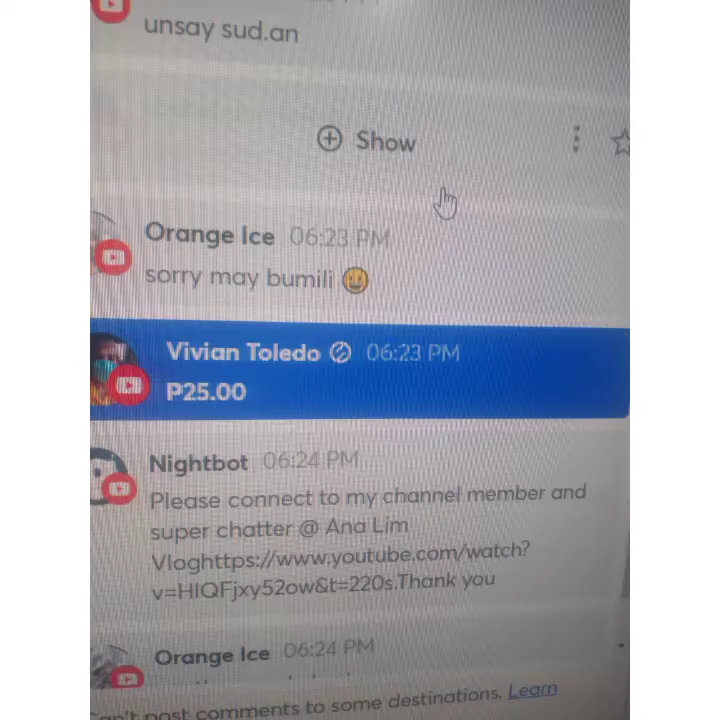 unsay sud.an
Show
Orange Ice 06:23 PM
sorry may bumili
Vivian Toledo 06:23 PM
₱25.00
Nightbot 06:24 PM
Please connect to my channel member and
super chatter @ Ana Lim
Vloghttps://www.youtube.com/watch?
v=HIQFjxy52ow&t=220s.Thank you
Orange Ice 06:24 PM
post comments to some destinations. Learn